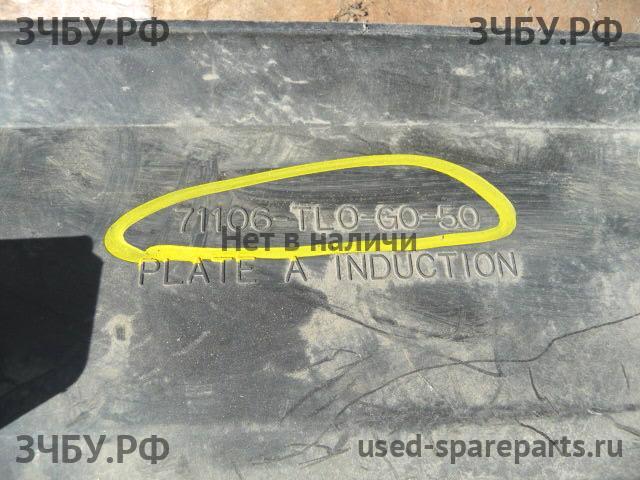 ЗЧБУ.РФ ЗЧБУ.РФ
71106-TL0-G0-50
Нет в наличи
PLATE A INDUCTION
ЗЧБУ.РФ used-spareparts.ru